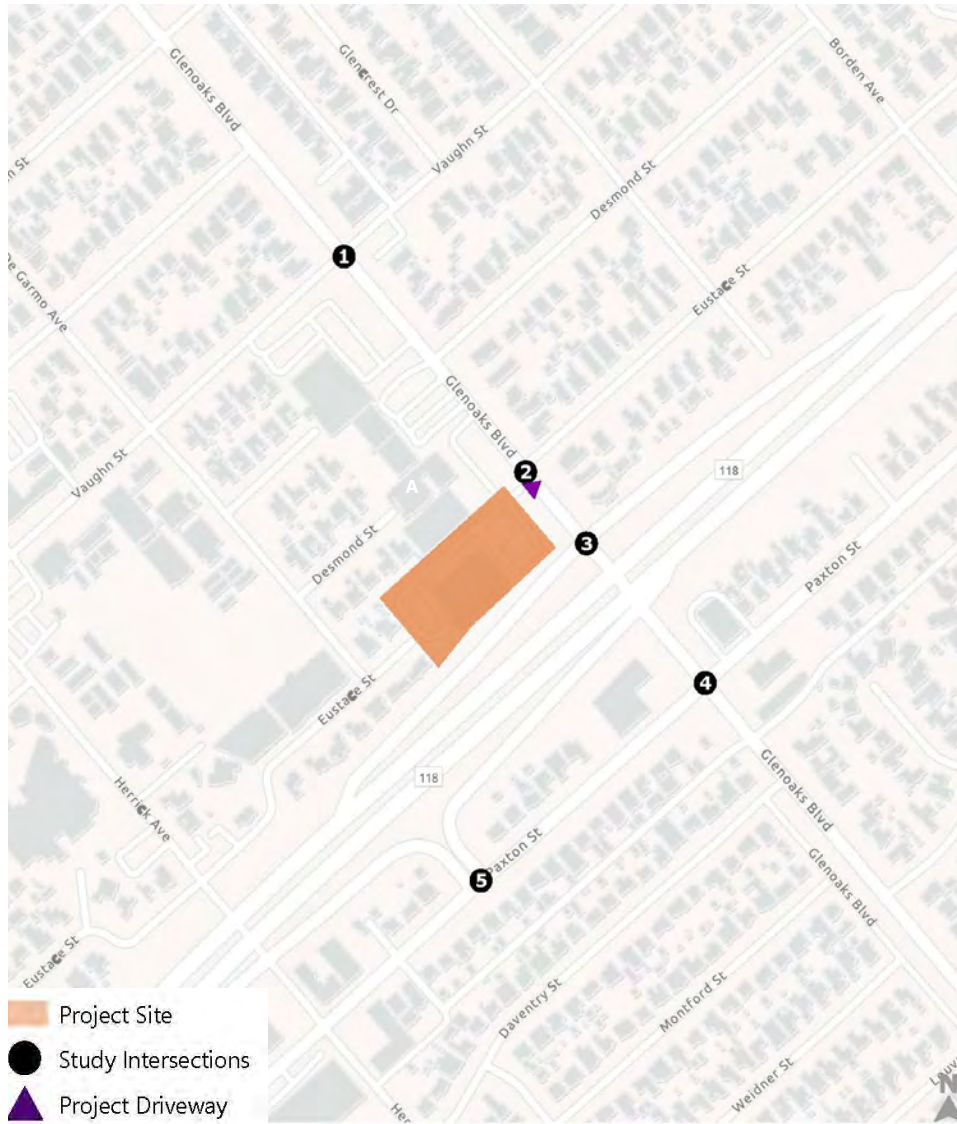 Glenoaks Blvd
Glencrest Dr
Borden Ave
Vaughn St
n St
Desmond St
1
De Garmo Ave
Eustace St
Glenoaks Blvd
2
118
Vaughn St
A
3
Desmond St
Paxton St
4
Eustace St
118
Glenoaks Blvd
Herrick Ave
Paxton St
5
Glenoaks Blvd
Eustace St
Daventry St
Montford St
Weidner St
Her
N
Project Site
Study Intersections
Project Driveway